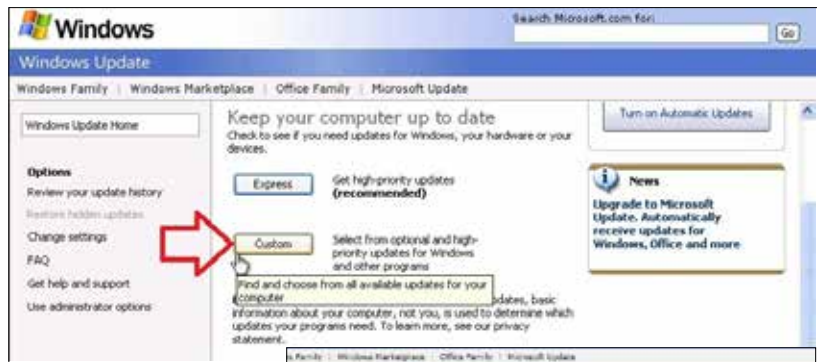 Windows
Search Microsoft.com for:
Go
Windows Update
Windows Family | Windows Marketplace | Office Family | Microsoft Update
Windows Update Home
Options
Review your update history
Restore hidden updates
Change settings
FAQ
Get help and support
Use administrator options
Keep your computer up to date
Check to see if you need updates for Windows, your hardware or your
devices.
Express
Get high-priority updates
(recommended)
Custom
Select from optional and high-
priority updates for Windows
and other programs
Find and choose from all available updates for your
computer
updates, basic
information about your computer, not you, is used to determine which
updates your programs need. To learn more, see our privacy
statement.
Turn on Automatic Updates
News
Upgrade to Microsoft
Update. Automatically
receive updates for
Windows, Office and more
Family | Windows Marketplace | Office Family | Microsoft Update